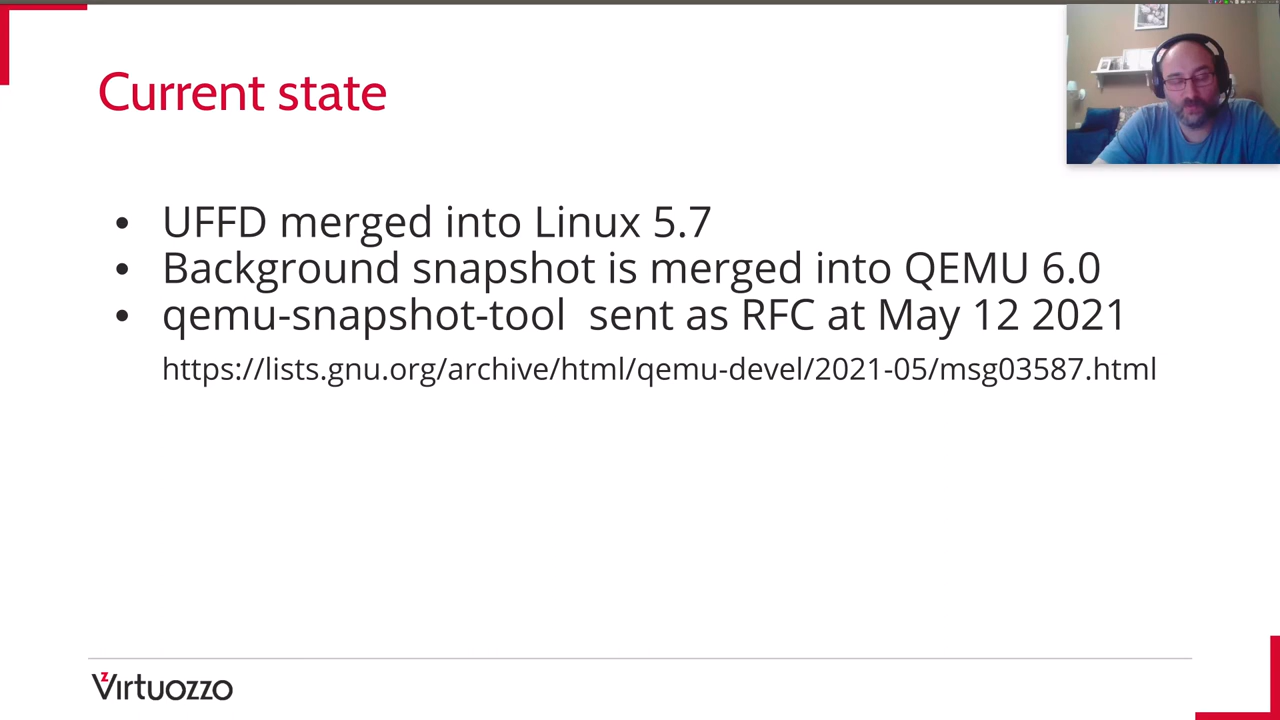 Current state
• UFFD merged into Linux 5.7
• Background snapshot is merged into QEMU 6.0
• qemu-snapshot-tool sent as RFC at May 12 2021
https://lists.gnu.org/archive/html/qemu-devel/2021-05/msg03587.html
Virtuozzo